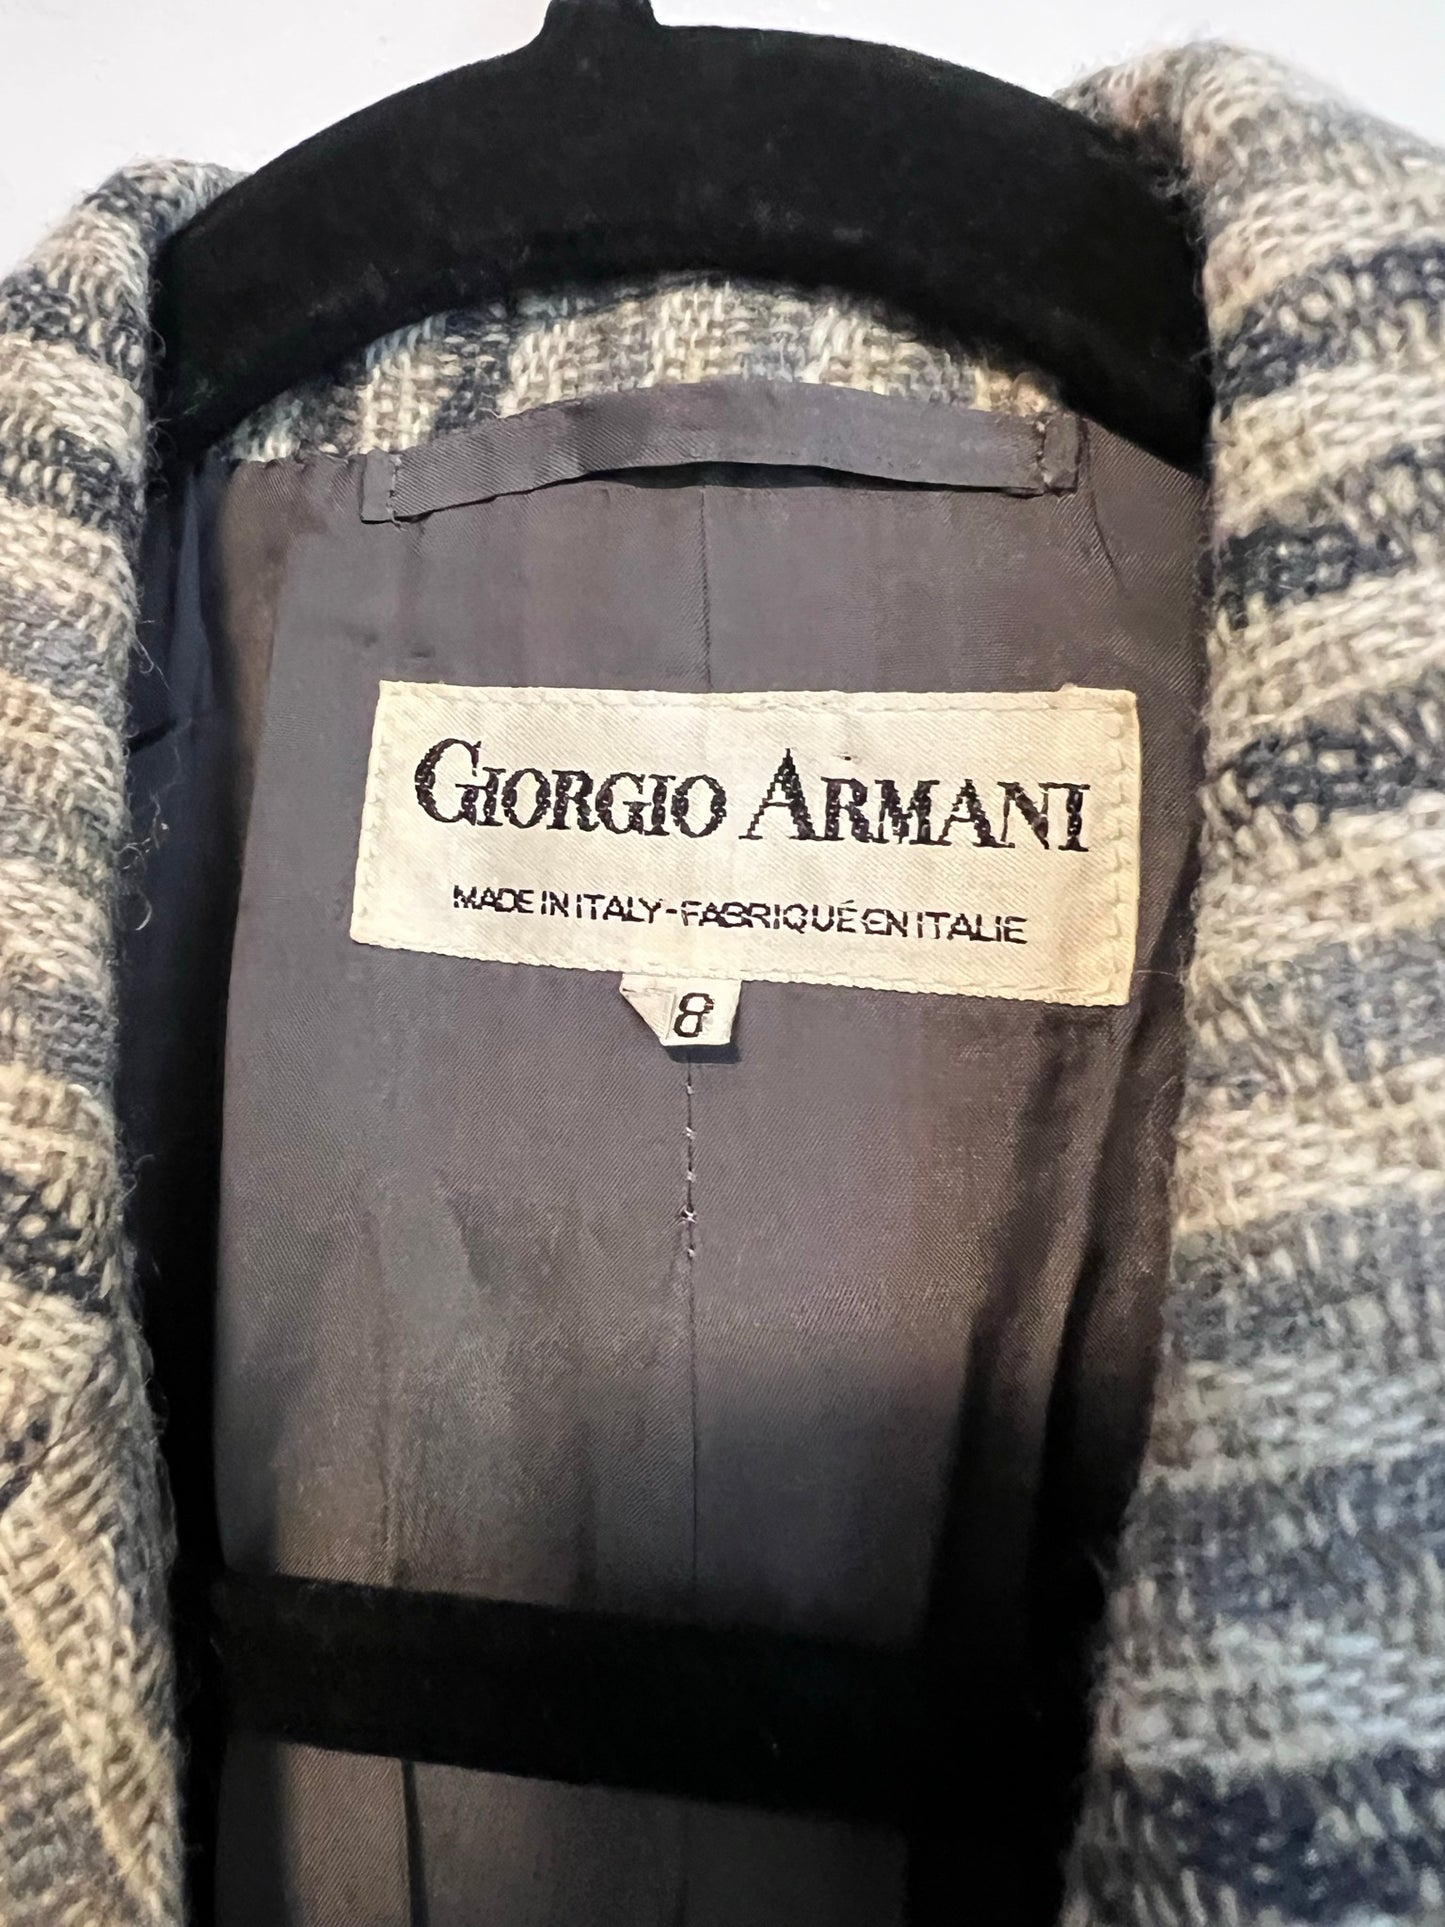 GIORGIO ARMANI
MADE IN ITALY-FABRIQUÉ EN ITALIE
8